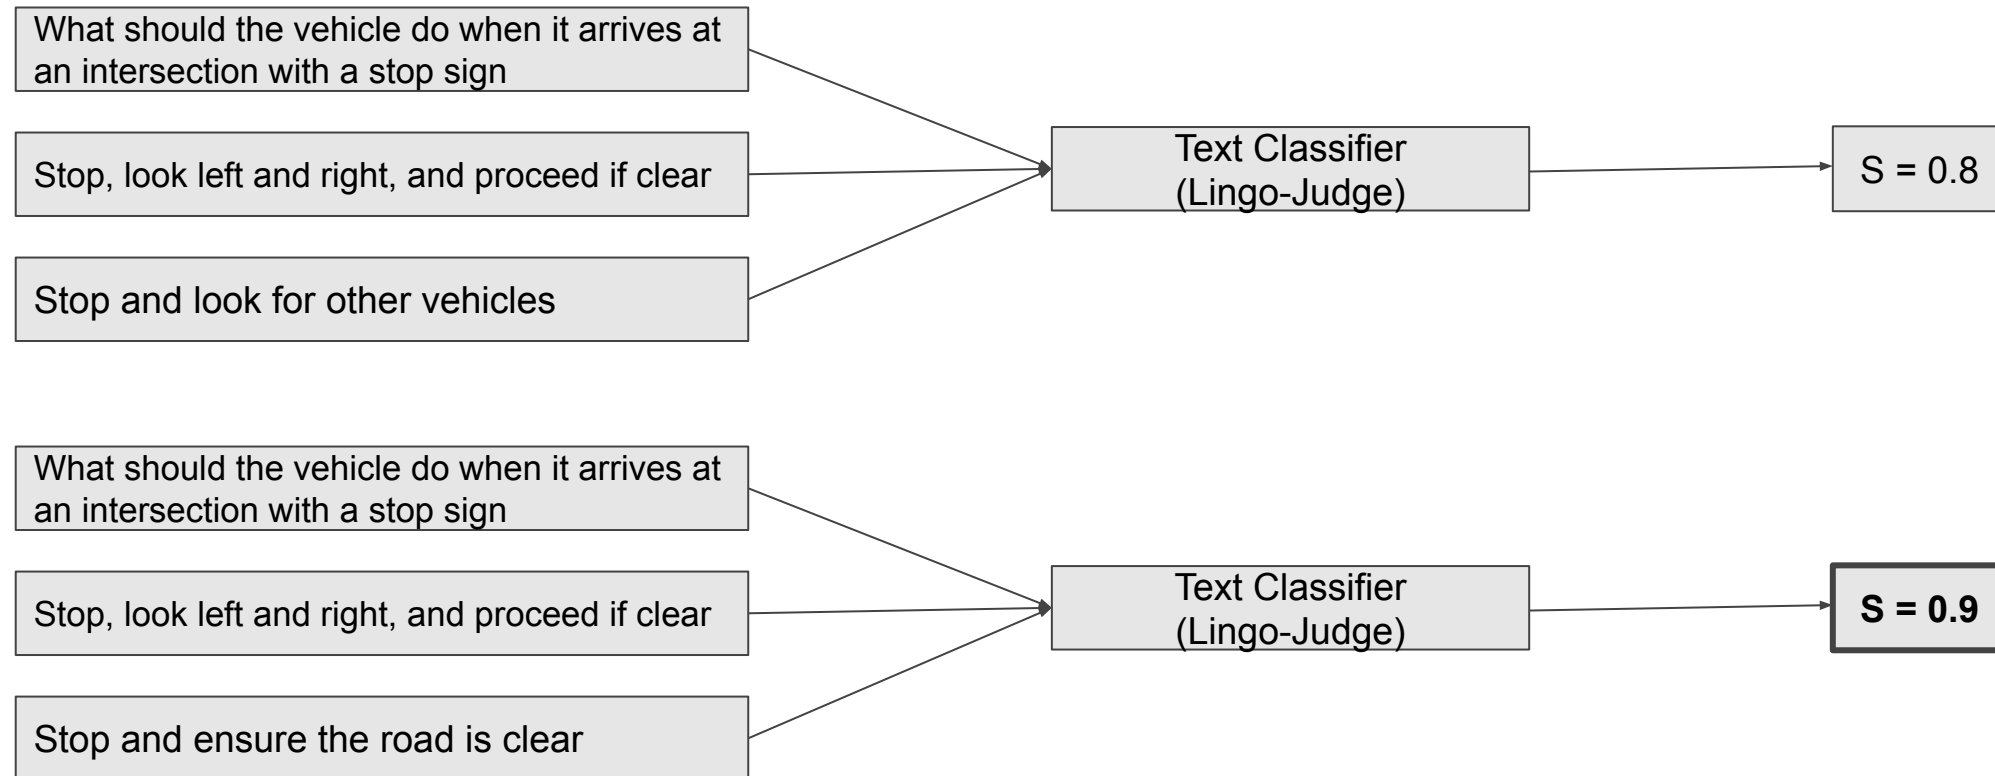 What should the vehicle do when it arrives at
an intersection with a stop sign
Stop, look left and right, and proceed if clear
Stop and look for other vehicles
Text Classifier
(Lingo-Judge)
S = 0.8
What should the vehicle do when it arrives at
an intersection with a stop sign
Stop, look left and right, and proceed if clear
Stop and ensure the road is clear
Text Classifier
(Lingo-Judge)
S = 0.9